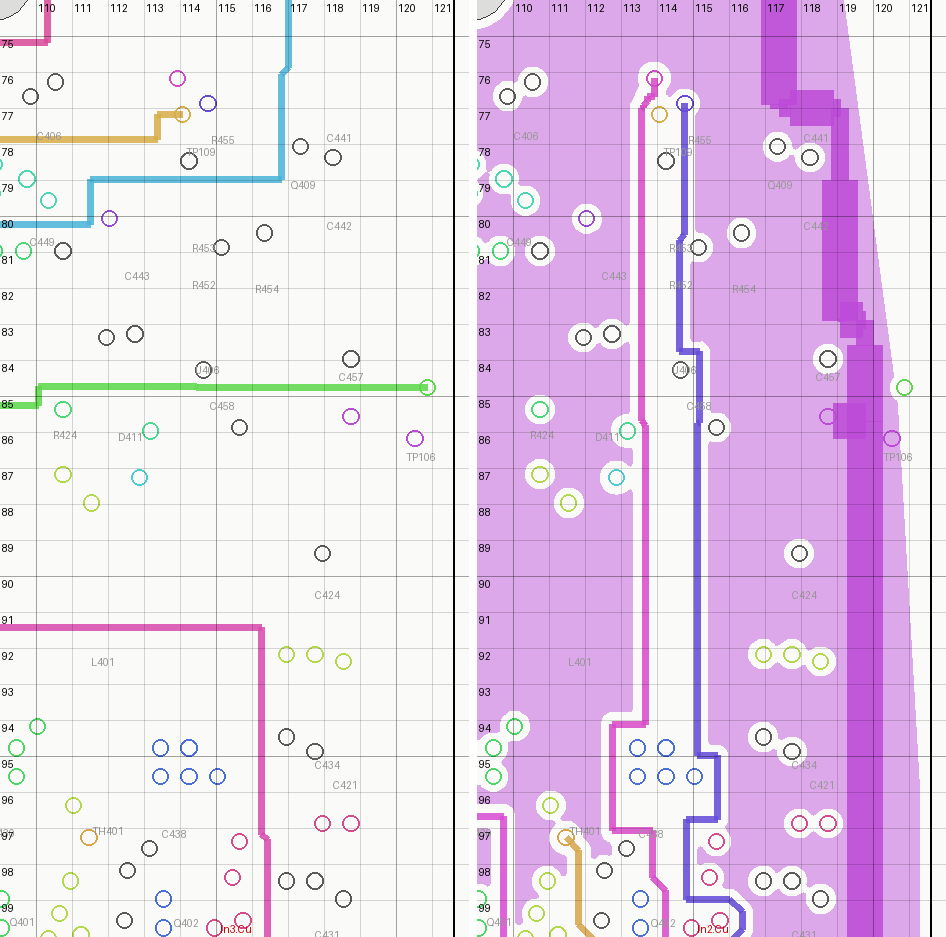 110 111 112 113 114 115 116 117 118 119 120 121
75
76
77
C406 R455 C441
78
TP109
79
Q409
80
C442
C449 R453
81
C443 R452 R454
82
83
84
U406 C457
85
C458
R424 D411
86
TP106
87
88
89
90
C424
91
92
L401
93
94
95
C434
C421
96
97
TH401 C438
98
99
Q401 Q402 In3.Cu C431
110 111 112 113 114 115 116 117 118 119 120 121
75
76
77
C406 R455 C441
78
TP109
79
Q409
80
C449 R453
81
C443 R452 R454
82
83
84
U406 C457
85
C458
R424 D411
86
TP106
87
88
89
90
C424
91
92
L401
93
94
95
C434
C421
96
97
TH401 C438
98
99
Q401 Q402 In2.Cu C431